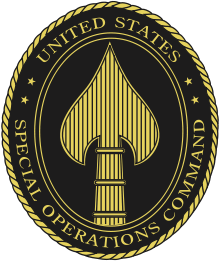 UNITED STATES
SPECIAL OPERATIONS COMMAND